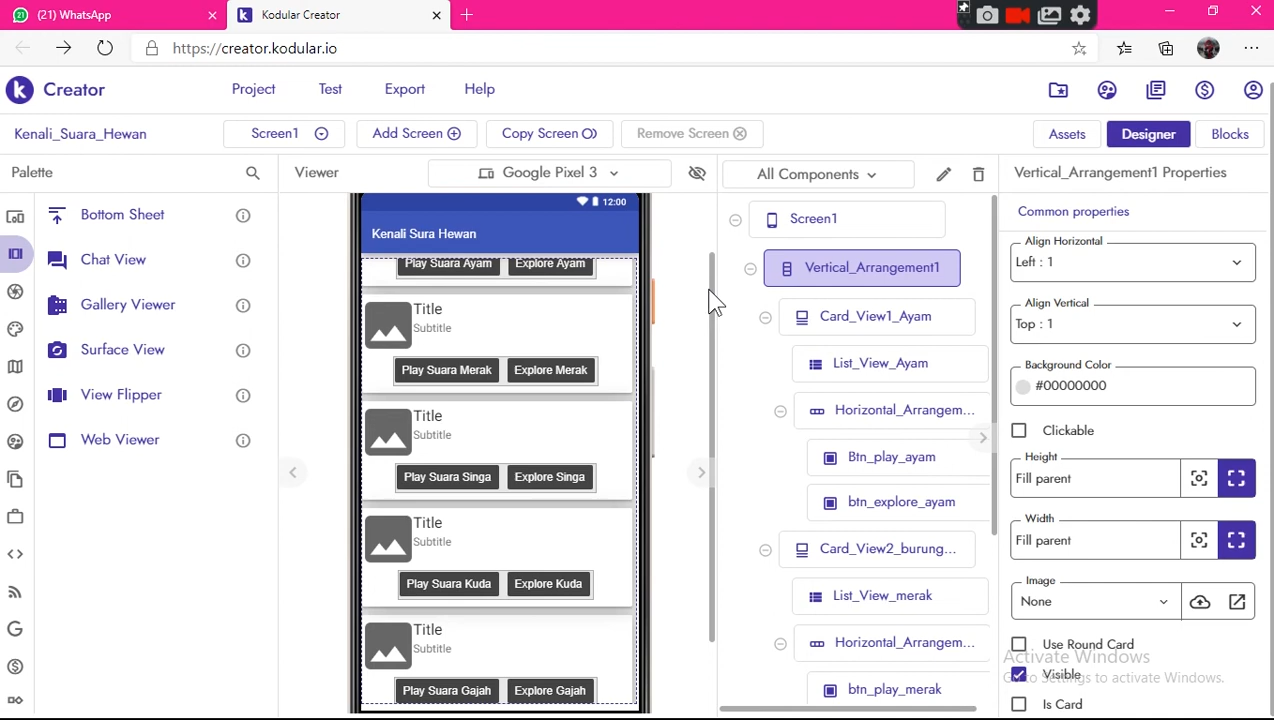 (21) WhatsApp
Kodular Creator
https://creator.kodular.io
Creator
Project
Test
Export
Help
Kenali_Suara_Hewan
Screen1
Add Screen
Copy Screen
Remove Screen
Assets
Designer
Blocks
Palette
Viewer
Google Pixel 3
All Components
Vertical_Arrangement1 Properties
Bottom Sheet
Chat View
Gallery Viewer
Surface View
View Flipper
Web Viewer
12:00
Kenali Sura Hewan
Play Suara Ayam
Explore Ayam
Title
Subtitle
Play Suara Merak
Explore Merak
Title
Subtitle
Play Suara Singa
Explore Singa
Title
Subtitle
Play Suara Kuda
Explore Kuda
Title
Subtitle
Play Suara Gajah
Explore Gajah
Screen1
Vertical_Arrangement1
Card_View1_Ayam
List_View_Ayam
Horizontal_Arrangem...
Btn_play_ayam
btn_explore_ayam
Card_View2_burung...
List_View_merak
Horizontal_Arrangem...
btn_play_merak
Common properties
Align Horizontal
Left : 1
Align Vertical
Top : 1
Background Color
#00000000
Clickable
Height
Fill parent
Width
Fill parent
Image
None
Use Round Card
Activate Windows
Visible
Go to Settings to activate Windows.
Is Card